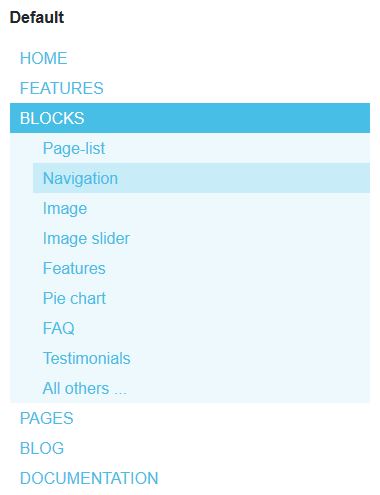 Default
HOME
FEATURES
BLOCKS
Page-list
Navigation
Image
Image slider
Features
Pie chart
FAQ
Testimonials
All others ...
PAGES
BLOG
DOCUMENTATION